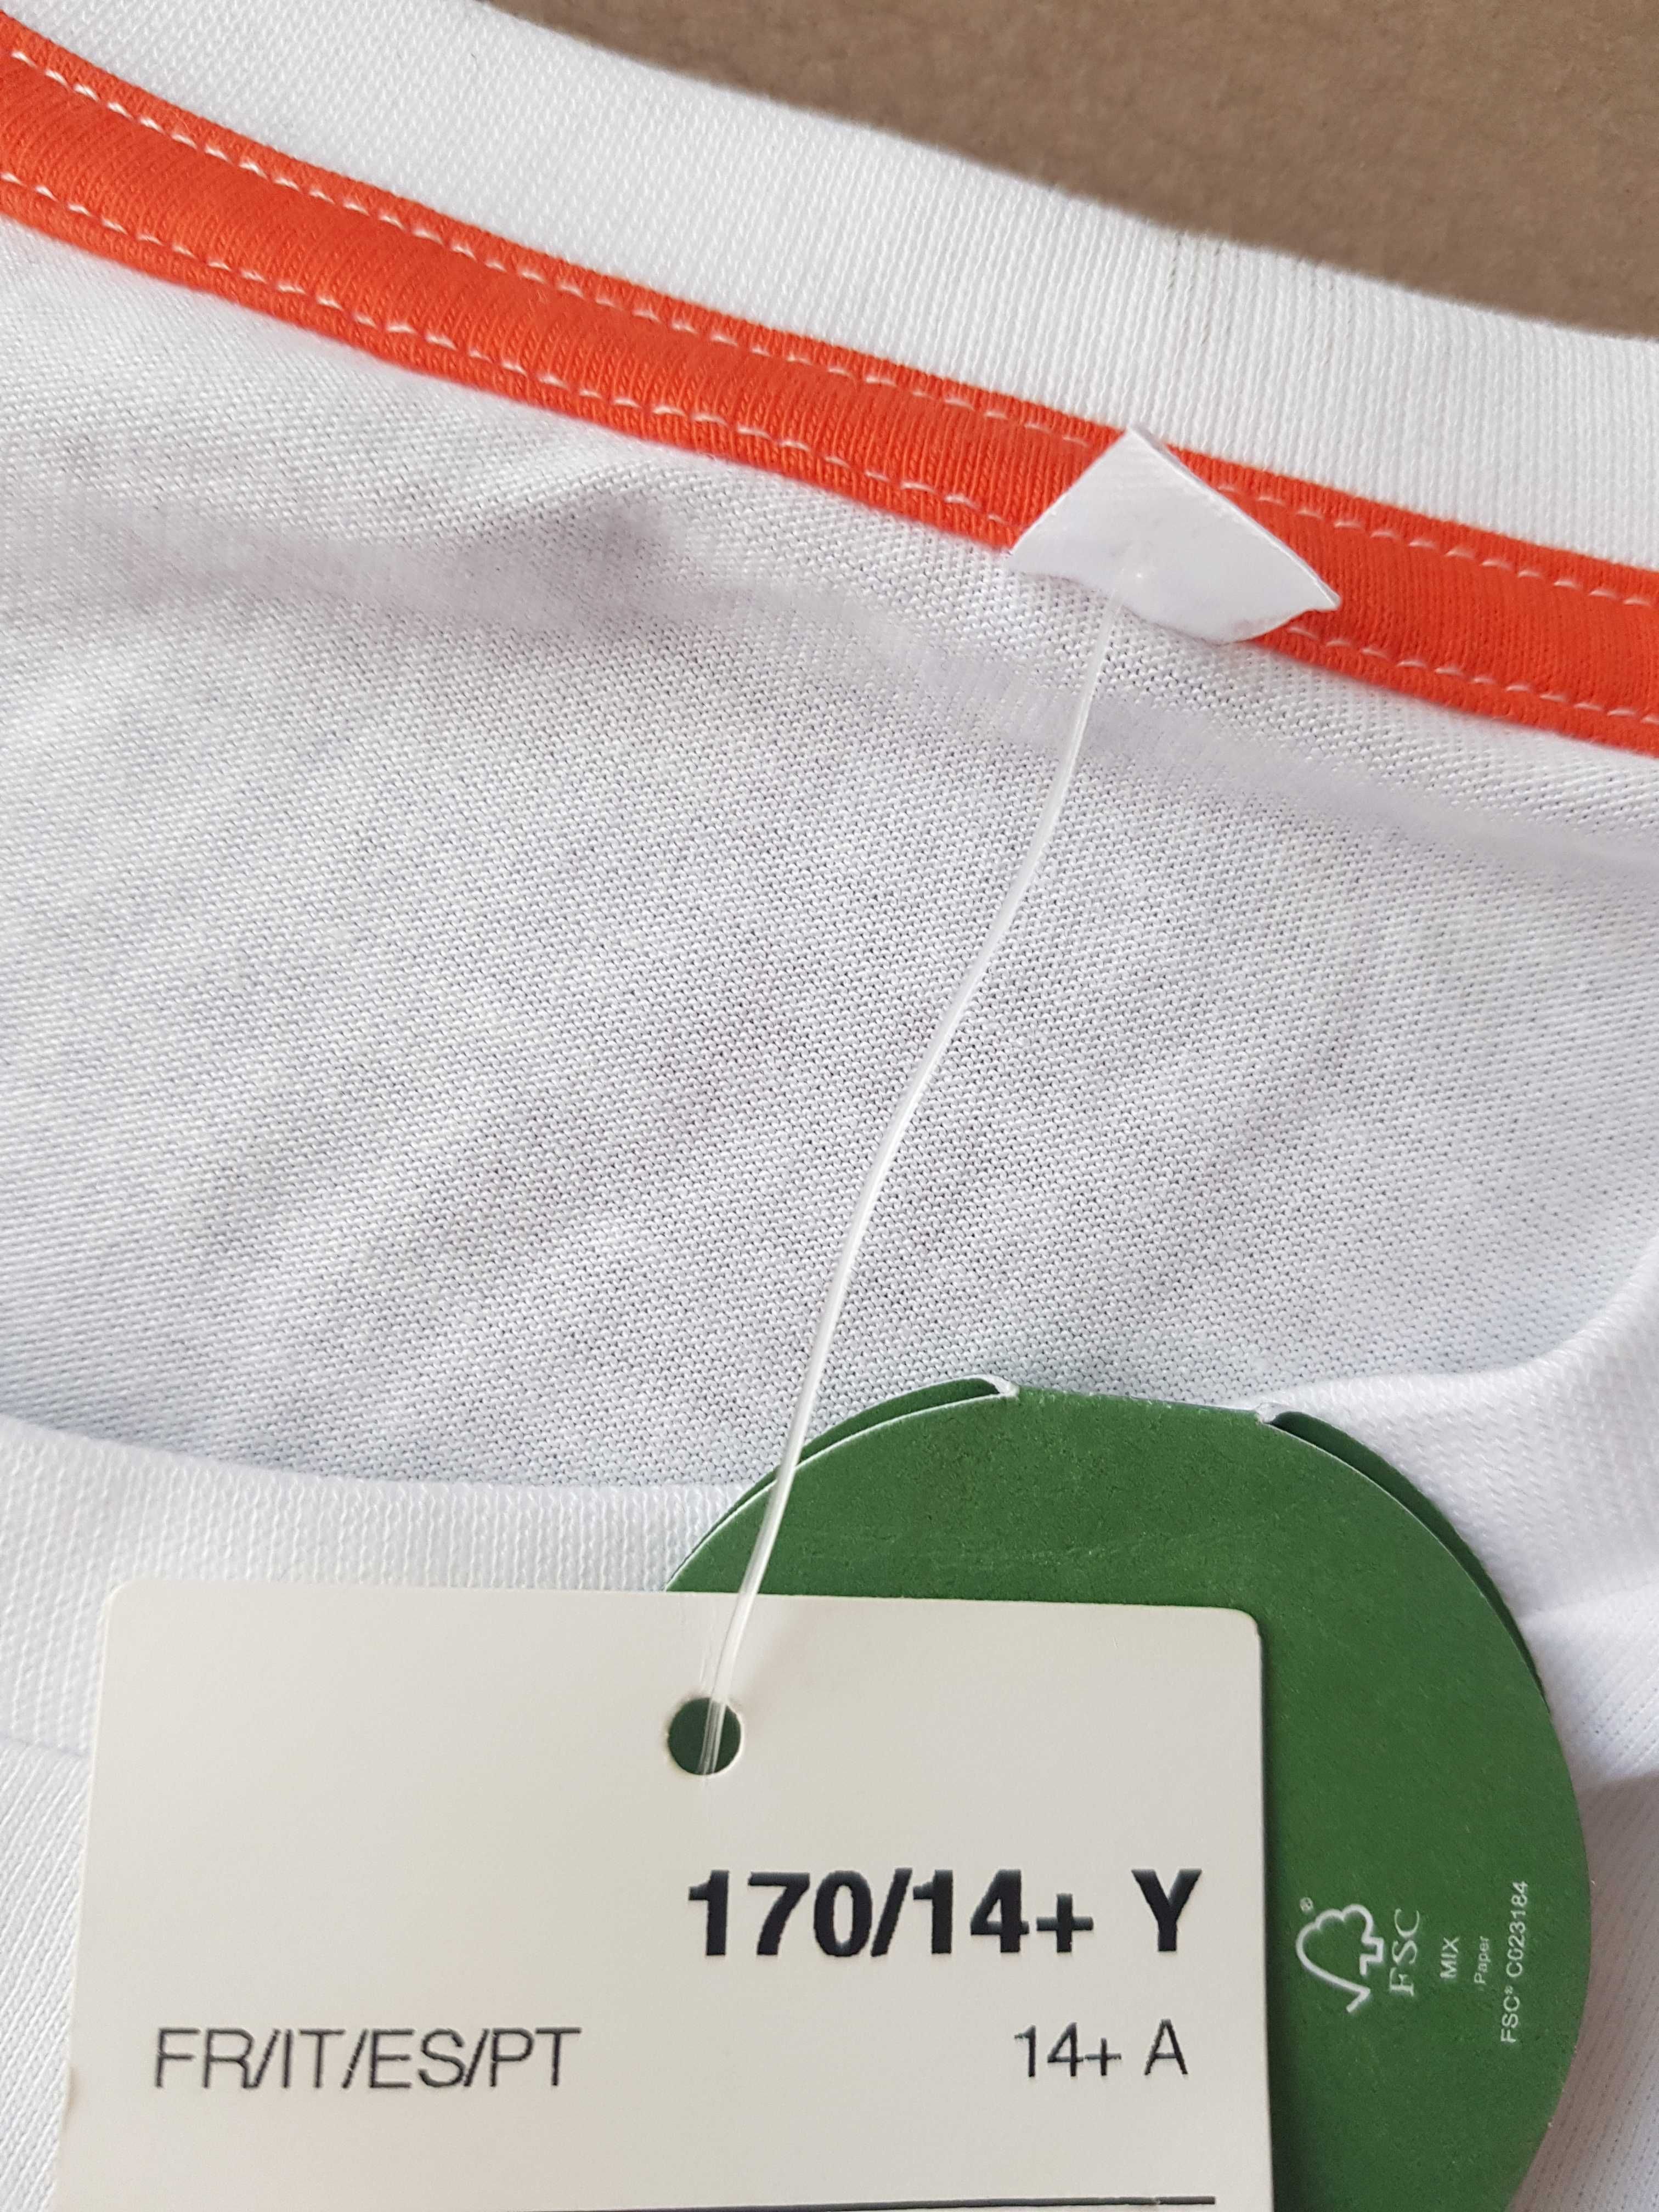 170/14+ Y
FR/IT/ES/PT 14+ A
®
FSC
MIX
Paper
FSC® C023184